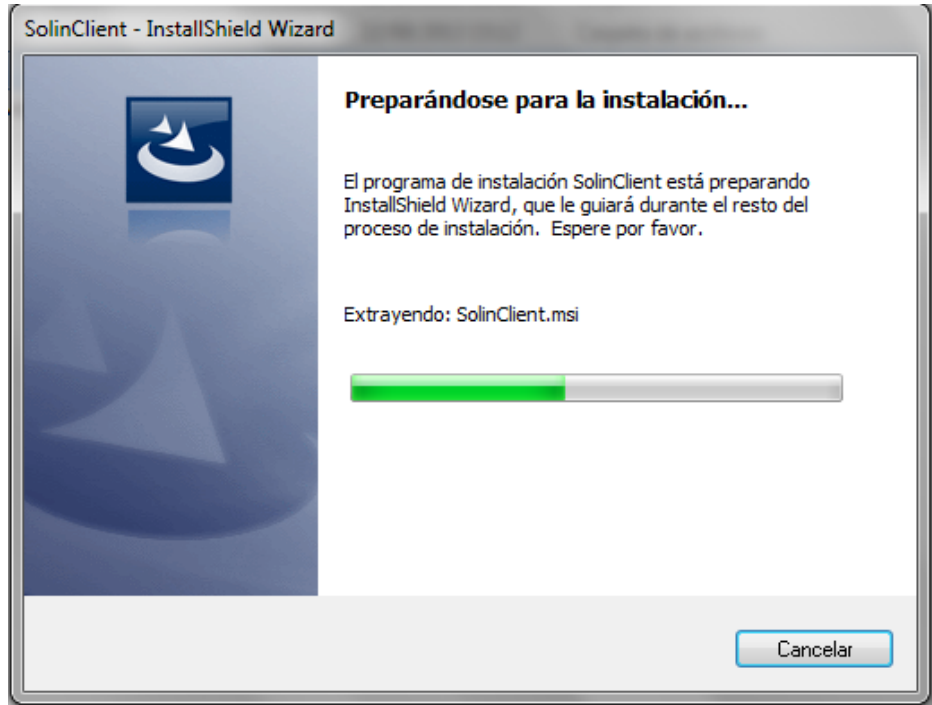 SolinClient - InstallShield Wizard
Preparándose para la instalación...
El programa de instalación SolinClient está preparando
InstallShield Wizard, que le guiará durante el resto del
proceso de instalación. Espere por favor.
Extrayendo: SolinClient.msi
Cancelar